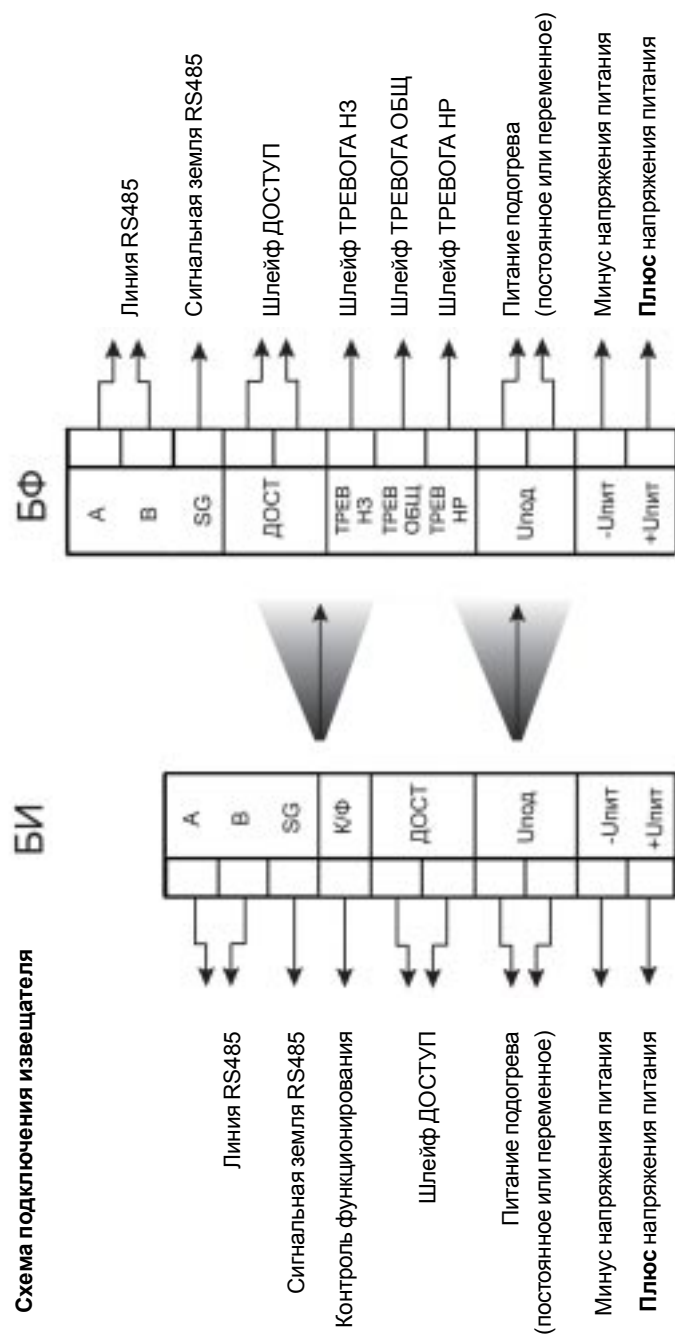 Схема подключения извещателя
БИ
БФ
Линия RS485
Сигнальная земля RS485
Контроль функционирования
Шлейф ДОСТУП
Питание подогрева
(постоянное или переменное)
Минус напряжения питания
Плюс напряжения питания
A
B
SG
К/Ф
ДОСТ
Uпод
-Uпит
+Uпит
A
B
SG
ДОСТ
ТРЕВ
НЗ
ТРЕВ
ОБЩ
ТРЕВ
НР
Uпод
-Uпит
+Uпит
Линия RS485
Сигнальная земля RS485
Шлейф ДОСТУП
Шлейф ТРЕВОГА НЗ
Шлейф ТРЕВОГА ОБЩ
Шлейф ТРЕВОГА НР
Питание подогрева
(постоянное или переменное)
Минус напряжения питания
Плюс напряжения питания